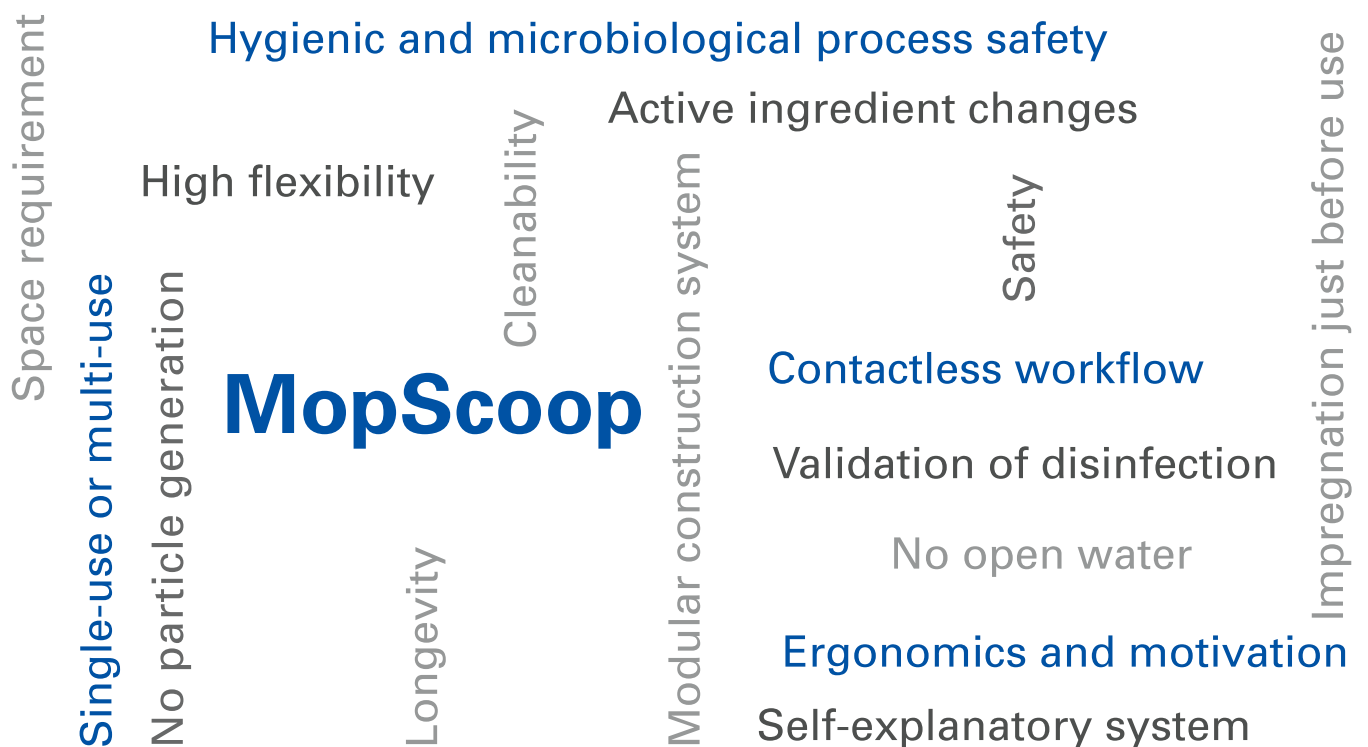 Space requirement
Hygienic and microbiological process safety
Impregnation just before use
Active ingredient changes
Cleanability
High flexibility
Modular construction system
Safety
Single-use or multi-use
No particle generation
MopScoop
Contactless workflow
Validation of disinfection
No open water
Longevity
Ergonomics and motivation
Self-explanatory system